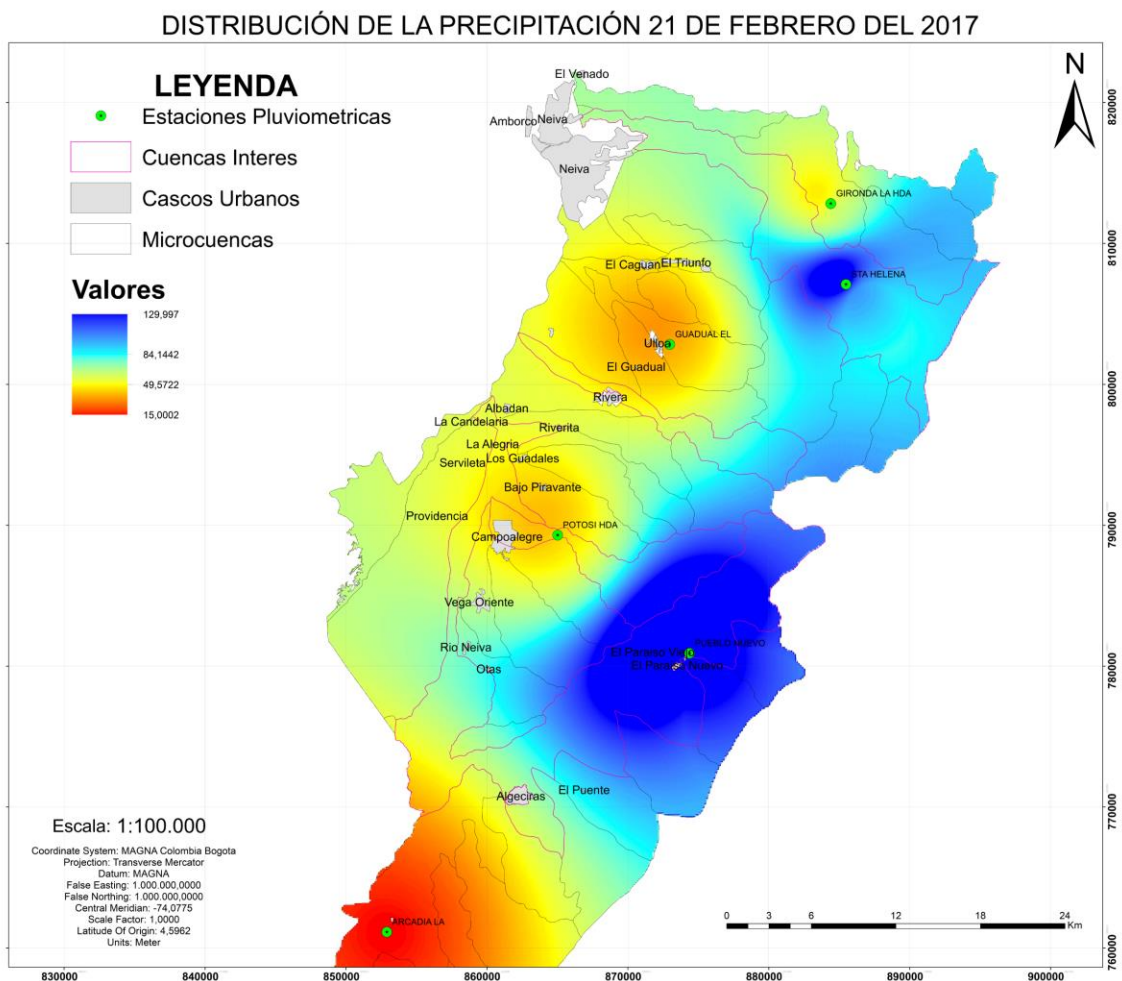 DISTRIBUCIÓN DE LA PRECIPITACIÓN 21 DE FEBRERO DEL 2017
LEYENDA
Estaciones Pluviometricas
Cuencas Interes
Cascos Urbanos
Microcuencas
Valores
129,997
84,1442
49,5722
15,0002
N
El Venado
Amborco
Neiva
Neiva
GIRONDA LA HDA
El Caguan
El Triunfo
STA HELENA
GUADUAL EL
Ulloa
El Guadual
Rivera
Albadan
La Candelaria
Riverita
La Alegria
Los Guadales
Servileta
Bajo Piravante
Providencia
POTOSI HDA
Campoalegre
Vega Oriente
Rio Neiva
PUEBLO NUEVO
El Paraiso Viejo
El Paraiso Nuevo
Otas
El Puente
Algeciras
ARCADIA LA
Escala: 1:100.000
Coordinate System: MAGNA Colombia Bogota
Projection: Transverse Mercator
Datum: MAGNA
False Easting: 1.000.000,0000
False Northing: 1.000.000,0000
Central Meridian: -74,0775
Scale Factor: 1,0000
Latitude Of Origin: 4,5962
Units: Meter
0 3 6 12 18 24
Km
820000
810000
800000
790000
780000
770000
760000
830000 840000 850000 860000 870000 880000 890000 900000